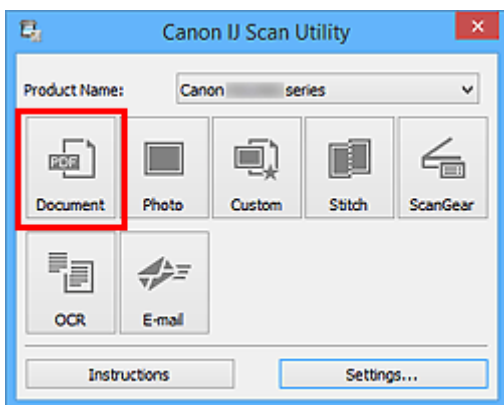 Canon IJ Scan Utility
Product Name: Canon series
PDF
Document Photo Custom Stitch ScanGear
OCR E-mail
Instructions Settings...